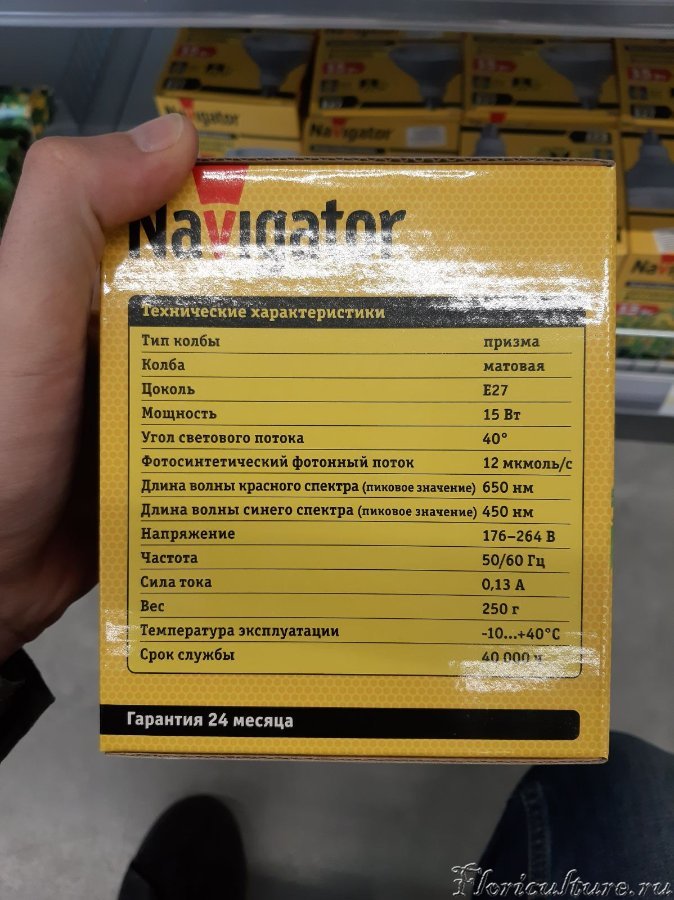 Navigator
Navigator
Navigator
Технические характеристики
Тип колбы призма
Колба матовая
Цоколь E27
Мощность 15 Вт
Угол светового потока 40°
Фотосинтетический фотонный поток 12 мкмоль/с
Длина волны красного спектра (пиковое значение) 650 нм
Длина волны синего спектра (пиковое значение) 450 нм
Напряжение 176–264 В
Частота 50/60 Гц
Сила тока 0,13 А
Вес 250 г
Температура эксплуатации -10...+40°C
Срок службы 40 000 ч
Гарантия 24 месяца
Floriculture.ru